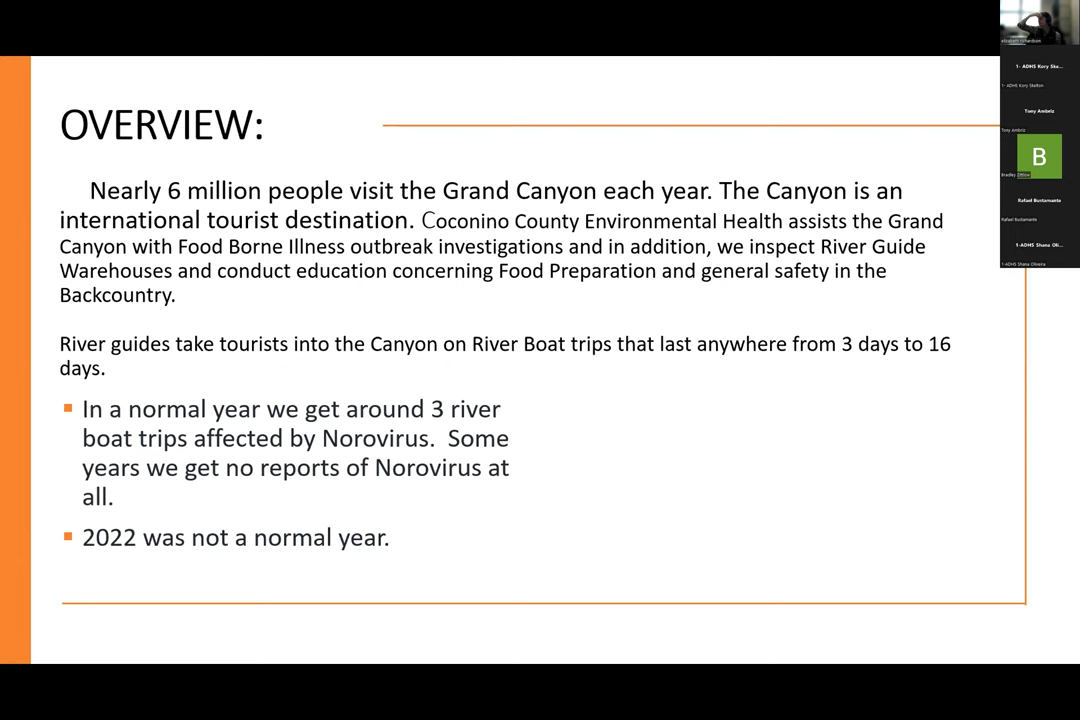 OVERVIEW:
Nearly 6 million people visit the Grand Canyon each year. The Canyon is an
international tourist destination. Coconino County Environmental Health assists the Grand
Canyon with Food Borne Illness outbreak investigations and in addition, we inspect River Guide
Warehouses and conduct education concerning Food Preparation and general safety in the
Backcountry.
River guides take tourists into the Canyon on River Boat trips that last anywhere from 3 days to 16
days.
In a normal year we get around 3 river
boat trips affected by Norovirus.  Some
years we get no reports of Norovirus at
all.
2022 was not a normal year.
elizabeth richardson
1- ADHS Kory Ske...
1- ADHS Kory Skelton
Tony Ambriz
Tony Ambriz
B
Bradley
Rafael Bustamante
Rafael Bustamante
1-ADHS Shana Oli...
1-ADHS Shana Oliveira